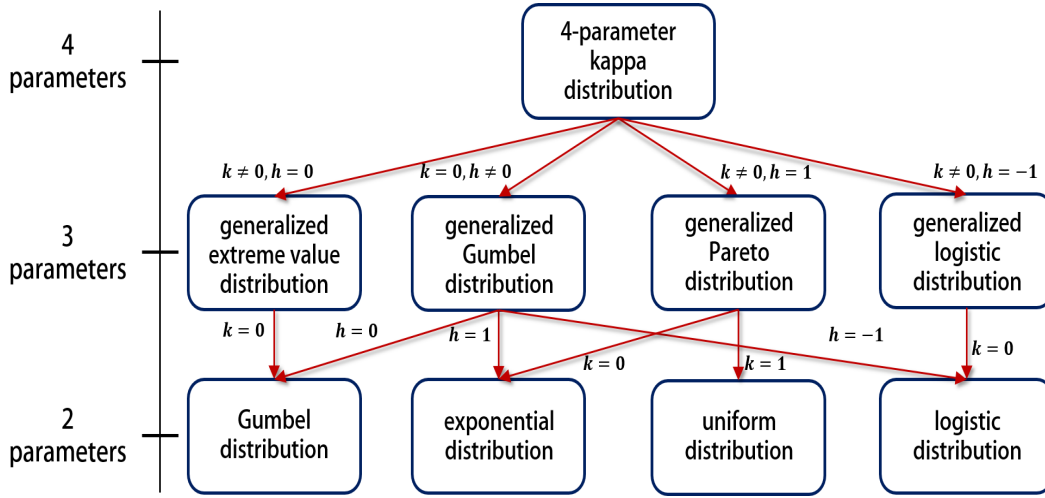 4
parameters
4-parameter
kappa
distribution
k ≠ 0, h = 0
k = 0, h ≠ 0
k ≠ 0, h = 1
k ≠ 0, h = −1
3
parameters
generalized
extreme value
distribution
generalized
Gumbel
distribution
generalized
Pareto
distribution
generalized
logistic
distribution
k = 0
h = 0
h = 1
k = 0
k = 1
h = −1
k = 0
2
parameters
Gumbel
distribution
exponential
distribution
uniform
distribution
logistic
distribution